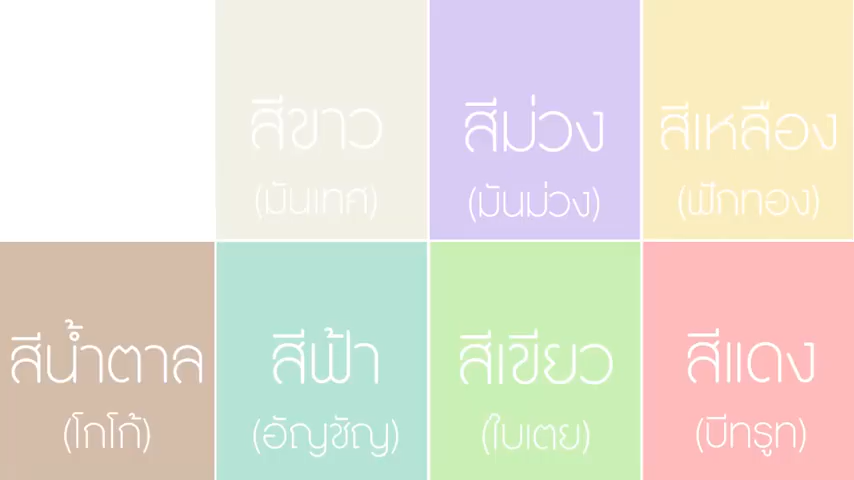 สีขาว
(มันเทศ)
สีม่วง
(มันม่วง)
สีเหลือง
(ฟักทอง)
สีน้ำตาล
(โกโก้)
สีฟ้า
(อัญชัญ)
สีเขียว
(ใบเตย)
สีแดง
(บีทรูท)